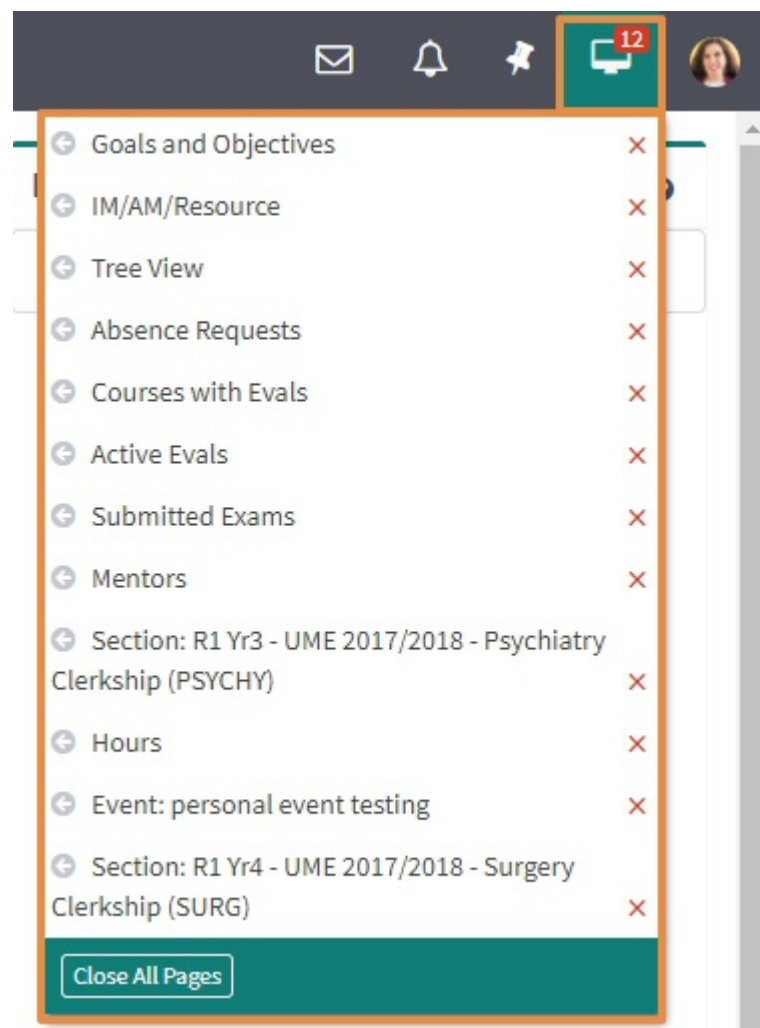 12
Goals and Objectives
IM/AM/Resource
Tree View
Absence Requests
Courses with Evals
Active Evals
Submitted Exams
Mentors
Section: R1 Yr3 - UME 2017/2018 - Psychiatry
Clerkship (PSYCHY)
Hours
Event: personal event testing
Section: R1 Yr4 - UME 2017/2018 - Surgery
Clerkship (SURG)
Close All Pages